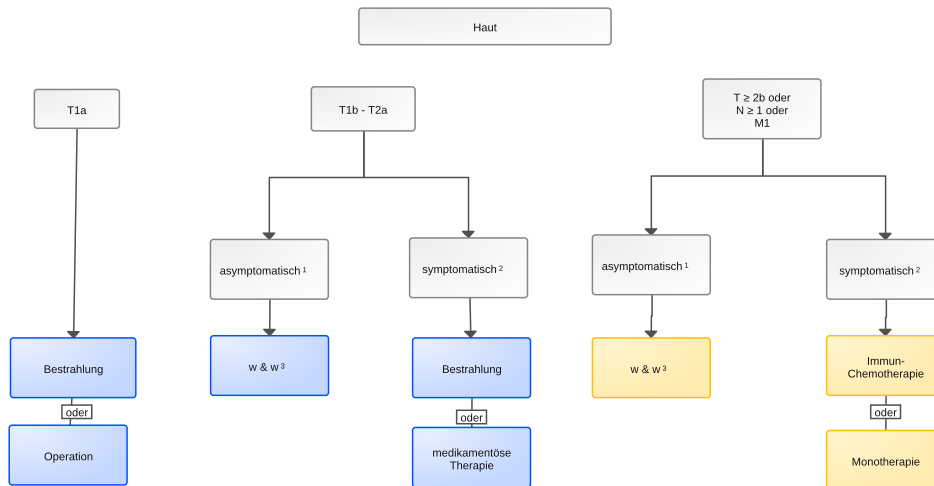 Haut
T1a
T1b - T2a
T ≥ 2b oder
N ≥ 1 oder
M1
asymptomatisch 1
symptomatisch 2
asymptomatisch 1
symptomatisch 2
Bestrahlung
oder
Operation
w & w 3
Bestrahlung
oder
medikamentöse
Therapie
w & w 3
Immun-
Chemotherapie
oder
Monotherapie